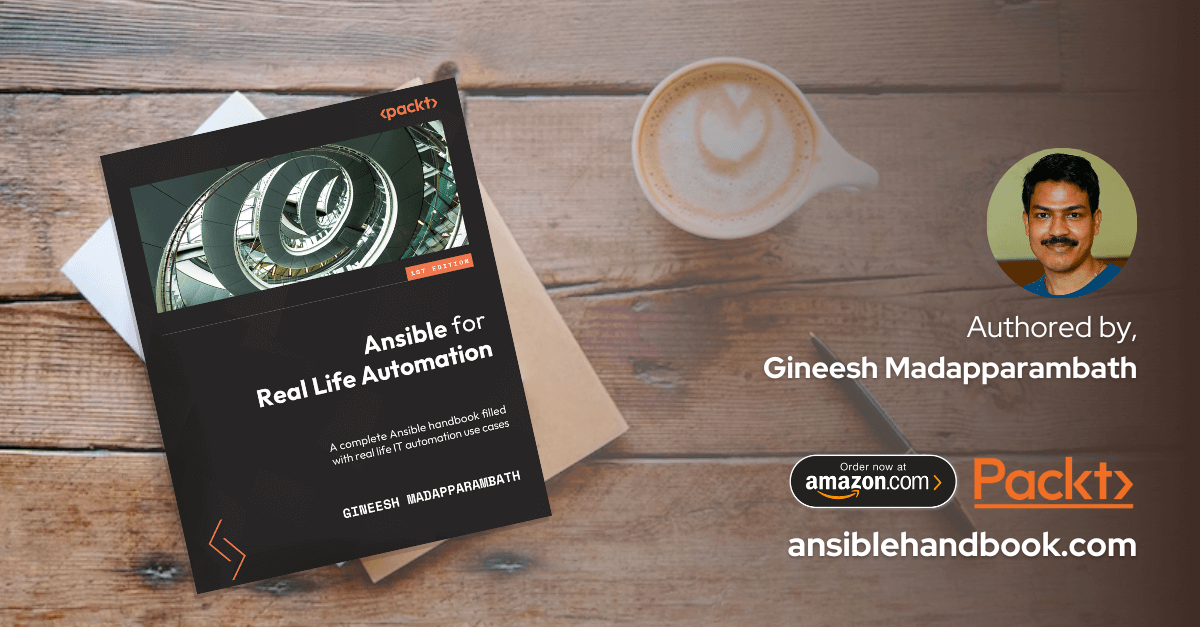 <packt>
1ST EDITION
Ansible for
Real Life Automation
A complete Ansible handbook filled
with real life IT automation use cases
GINEESH MADAPPARAMBATH
Authored by,
Gineesh Madapparambath
Order now at
amazon.com
Packt>
ansiblehandbook.com